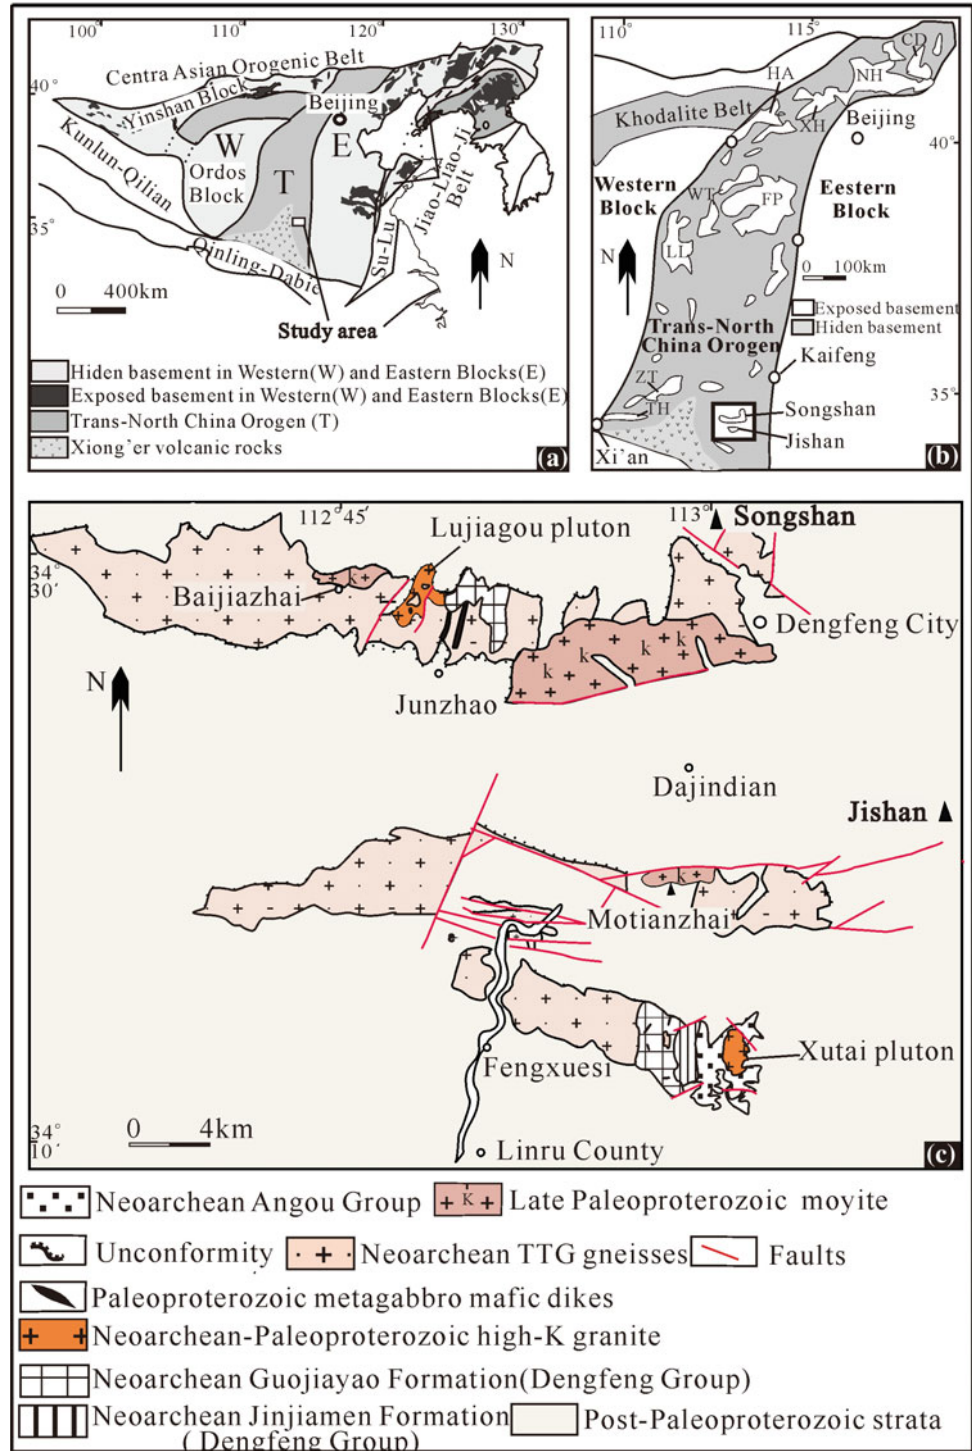 100°
110°
120°
130°
40°
35°
Centra Asian Orogenic Belt
Yinshan Block
Beijing
W
E
T
Ordos
Block
Kunlun-Qilian
Qinling-Dabie
Su-Lu
Jiao-Liao-Ji
Belt
N
0 400km
Study area
Hiden basement in Western(W) and Eastern Blocks(E)
Exposed basement in Western(W) and Eastern Blocks(E)
Trans-North China Orogen (T)
Xiong'er volcanic rocks
(a)
110°
115°
40°
35°
CD
HA
NH
XH
Khodalite Belt
Beijing
Western
Block
WT
FP
Eestern
Block
LL
N
0 100km
Exposed basement
Hiden basement
Trans-North
China Orogen
Kaifeng
ZT
TH
Songshan
Jishan
Xi'an
(b)
112°45′
113°
Songshan
Lujiagou pluton
34°
30′
Baijiazhai
k
Dengfeng City
k k k k
N
Junzhao
Dajindian
Jishan
k
Motianzhai
Xutai pluton
Fengxuesi
34°
10′
0 4km
Linru County
(c)
Neoarchean Angou Group
K
Late Paleoproterozoic moyite
Unconformity
Neoarchean TTG gneisses
Faults
Paleoproterozoic metagabbro mafic dikes
Neoarchean-Paleoproterozoic high-K granite
Neoarchean Guojiayao Formation(Dengfeng Group)
Neoarchean Jinjiamen Formation
( Dengfeng Group)
Post-Paleoproterozoic strata